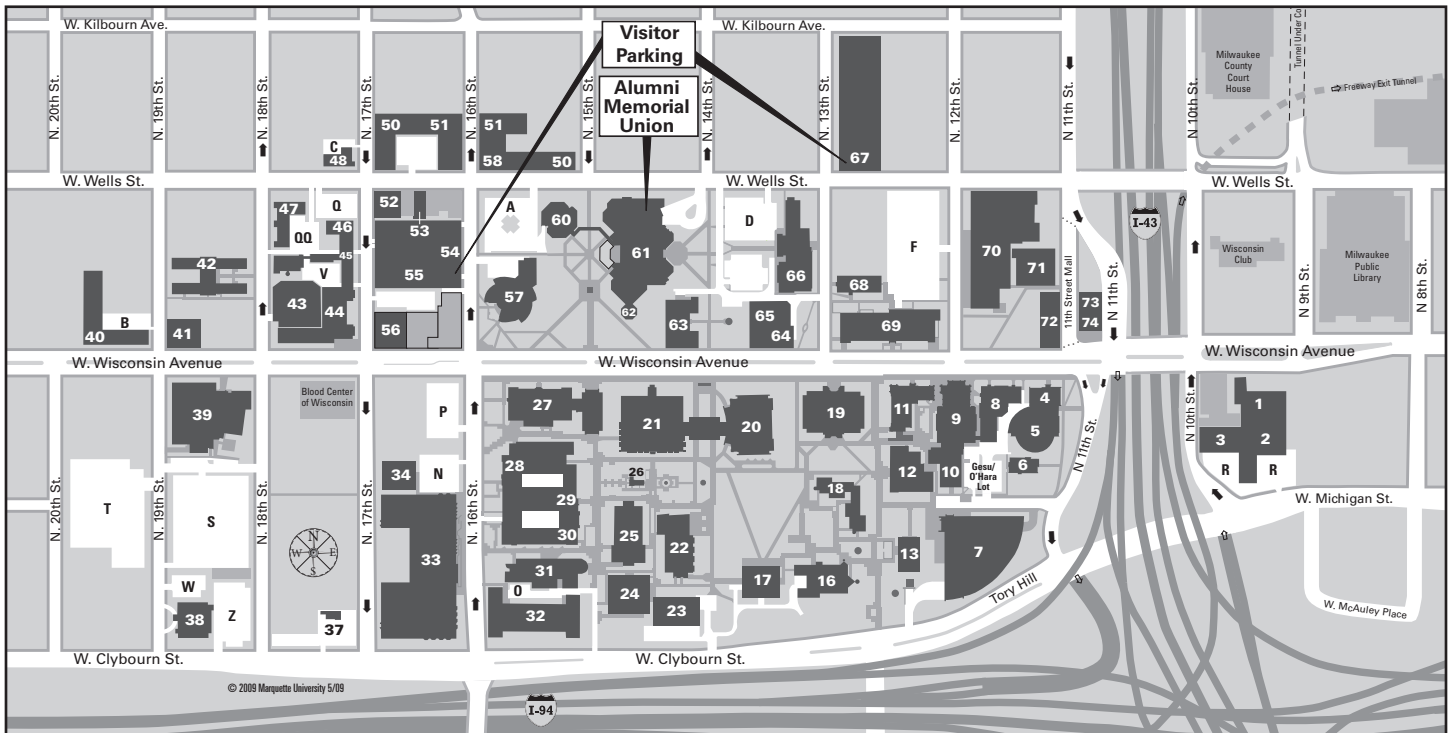 W. Kilbourn Ave.
W. Kilbourn Ave.
Visitor
Parking
Alumni
Memorial
Union
Milwaukee
County
Court
House
Tunnel Under Co
Freeway Exit Tunnel
N. 20th St.
N. 19th St.
N. 18th St.
N. 17th St.
N. 16th St.
N. 15th St.
N. 14th St.
N. 13th St.
N. 12th St.
N. 11th St.
N 10th St.
50
51
51
C
48
58
50
67
W. Wells St.
W. Wells St.
W. Wells St.
47
Q
52
A
60
46
QQ
53
D
I-43
54
45
61
F
70
Wisconsin
Club
Milwaukee
Public
Library
42
V
55
66
71
57
68
43
44
62
11th Street Mall
N 11th St.
N 9th St.
N 8th St.
B
63
65
73
40
41
56
64
69
72
74
W. Wisconsin Avenue
W. Wisconsin Avenue
W. Wisconsin Avenue
39
Blood Center
of Wisconsin
P
27
21
20
19
11
9
8
4
5
1
3
2
N 10th St.
N 11th St.
34
N
28
26
12
10
Gesu/
O'Hara
Lot
6
R
R
W. Michigan St.
T
S
29
18
N. 20th St.
N. 19th St.
N. 18th St.
N. 17th St.
N. 16th St.
N
W
E
S
33
30
25
22
13
7
31
17
16
W
O
24
Tory Hill
Z
38
37
32
23
W. McAuley Place
W. Clybourn St.
W. Clybourn St.
© 2009 Marquette University 5/09
I-94